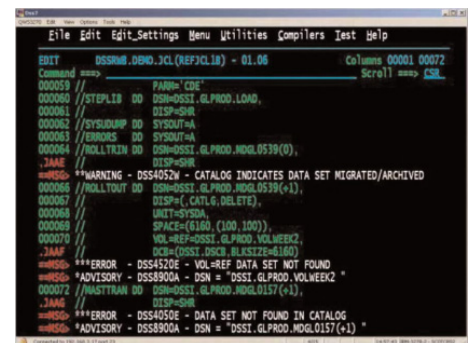 File Edit Edit_Settings Menu Utilities Compilers Test Help
EDIT DSSRWB.DEMO.JCL(REFJCL18) - 01.06 Columns 00001 00072
Command ===> Scroll ===> CSR
000059 // PARM='CDE'
000060 //STEPLIB DD DSN=DSSI.GLPROD.LOAD,
000061 // DISP=SHR
000062 //SYSUDUMP DD SYSOUT=A
000063 //ERRORS DD SYSOUT=A
000064 //ROLLTRIN DD DSN=DSSI.GLPROD.MDGL0539(0),
.JAAE // DISP=SHR
==MSG> **WARNING - DSS4052W - CATALOG INDICATES DATA SET MIGRATED/ARCHIVED
000066 //ROLLTOUT DD DSN=DSSI.GLPROD.MDGL0539(+1),
000067 // DISP=(,CATLG,DELETE),
000068 // UNIT=SYSDA,
000069 // SPACE=(6160,(100,100)),
000070 // VOL=REF=DSSI.GLPROD.VOLWEEK2,
.JAAF // DCB=(DSSI.DSCB.BLKSIZE=6160)
==MSG> ***ERROR - DSS4520E - VOL=REF DATA SET NOT FOUND
==MSG> *ADVISORY - DSS8900A - DSN = "DSSI.GLPROD.VOLWEEK2 "
000072 //MASTTRAN DD DSN=DSSI.GLPROD.MDGL0157(+1),
.JAAG // DISP=SHR
==MSG> ***ERROR - DSS4050E - DATA SET NOT FOUND IN CATALOG
==MSG> *ADVISORY - DSS8900A - DSN = "DSSI.GLPROD.MDGL0157(+1) "